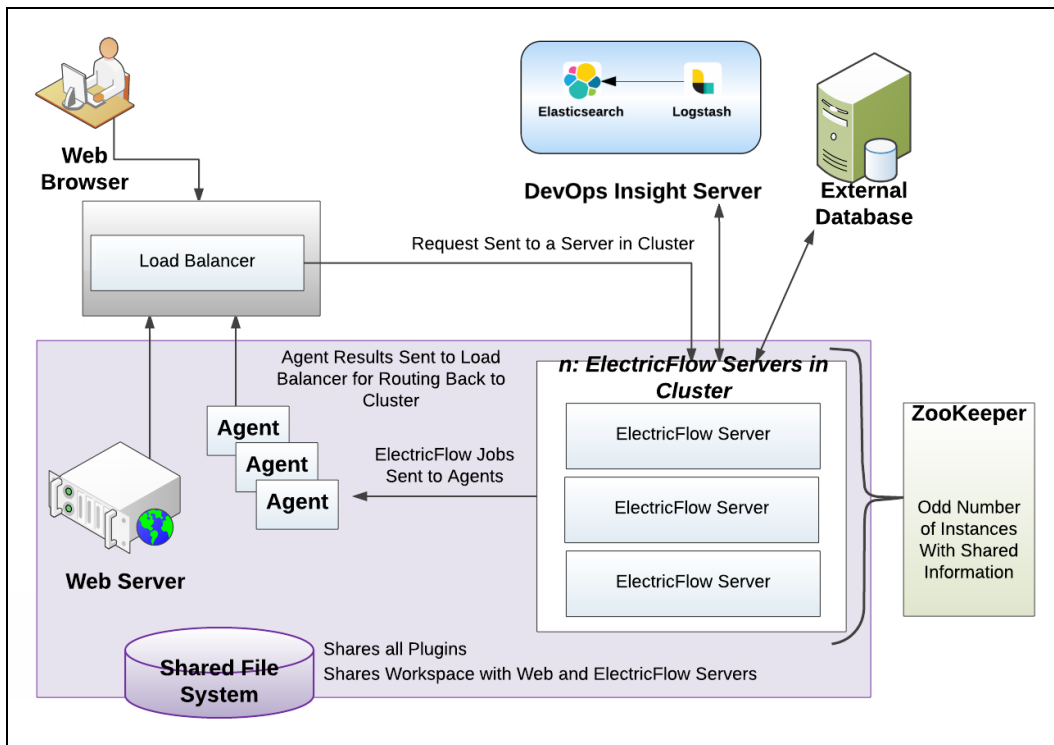 Web
Browser
Elasticsearch
Logstash
DevOps Insight Server
External
Database
Load Balancer
Request Sent to a Server in Cluster
Agent Results Sent to Load
Balancer for Routing Back to
Cluster
n: ElectricFlow Servers in
Cluster
ElectricFlow Server
ElectricFlow Server
ElectricFlow Server
Agent
Agent
Agent
ElectricFlow Jobs
Sent to Agents
ZooKeeper
Odd Number
of Instances
With Shared
Information
Web Server
Shared File
System
Shares all Plugins
Shares Workspace with Web and ElectricFlow Servers